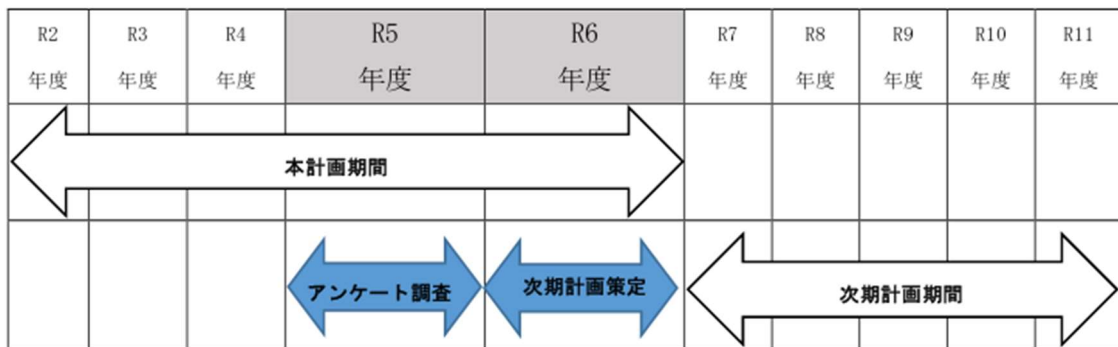 R2 R3 R4 R5 R6 R7 R8 R9 R10 R11
年度 年度 年度 年度 年度 年度 年度 年度 年度 年度
本計画期間
アンケート調査 次期計画策定 次期計画期間